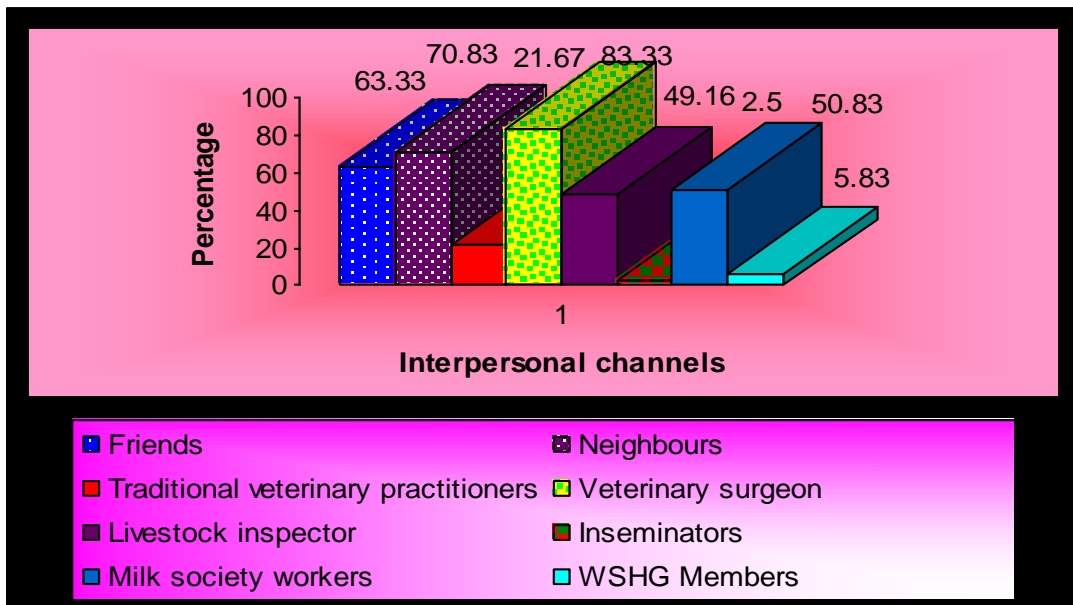 63.33 70.83 21.67 83.33 49.16 2.5 50.83 5.83
100
80
60
40
20
0
Percentage
1
Interpersonal channels
Friends Neighbours
Traditional veterinary practitioners Veterinary surgeon
Livestock inspector Inseminators
Milk society workers WSHG Members